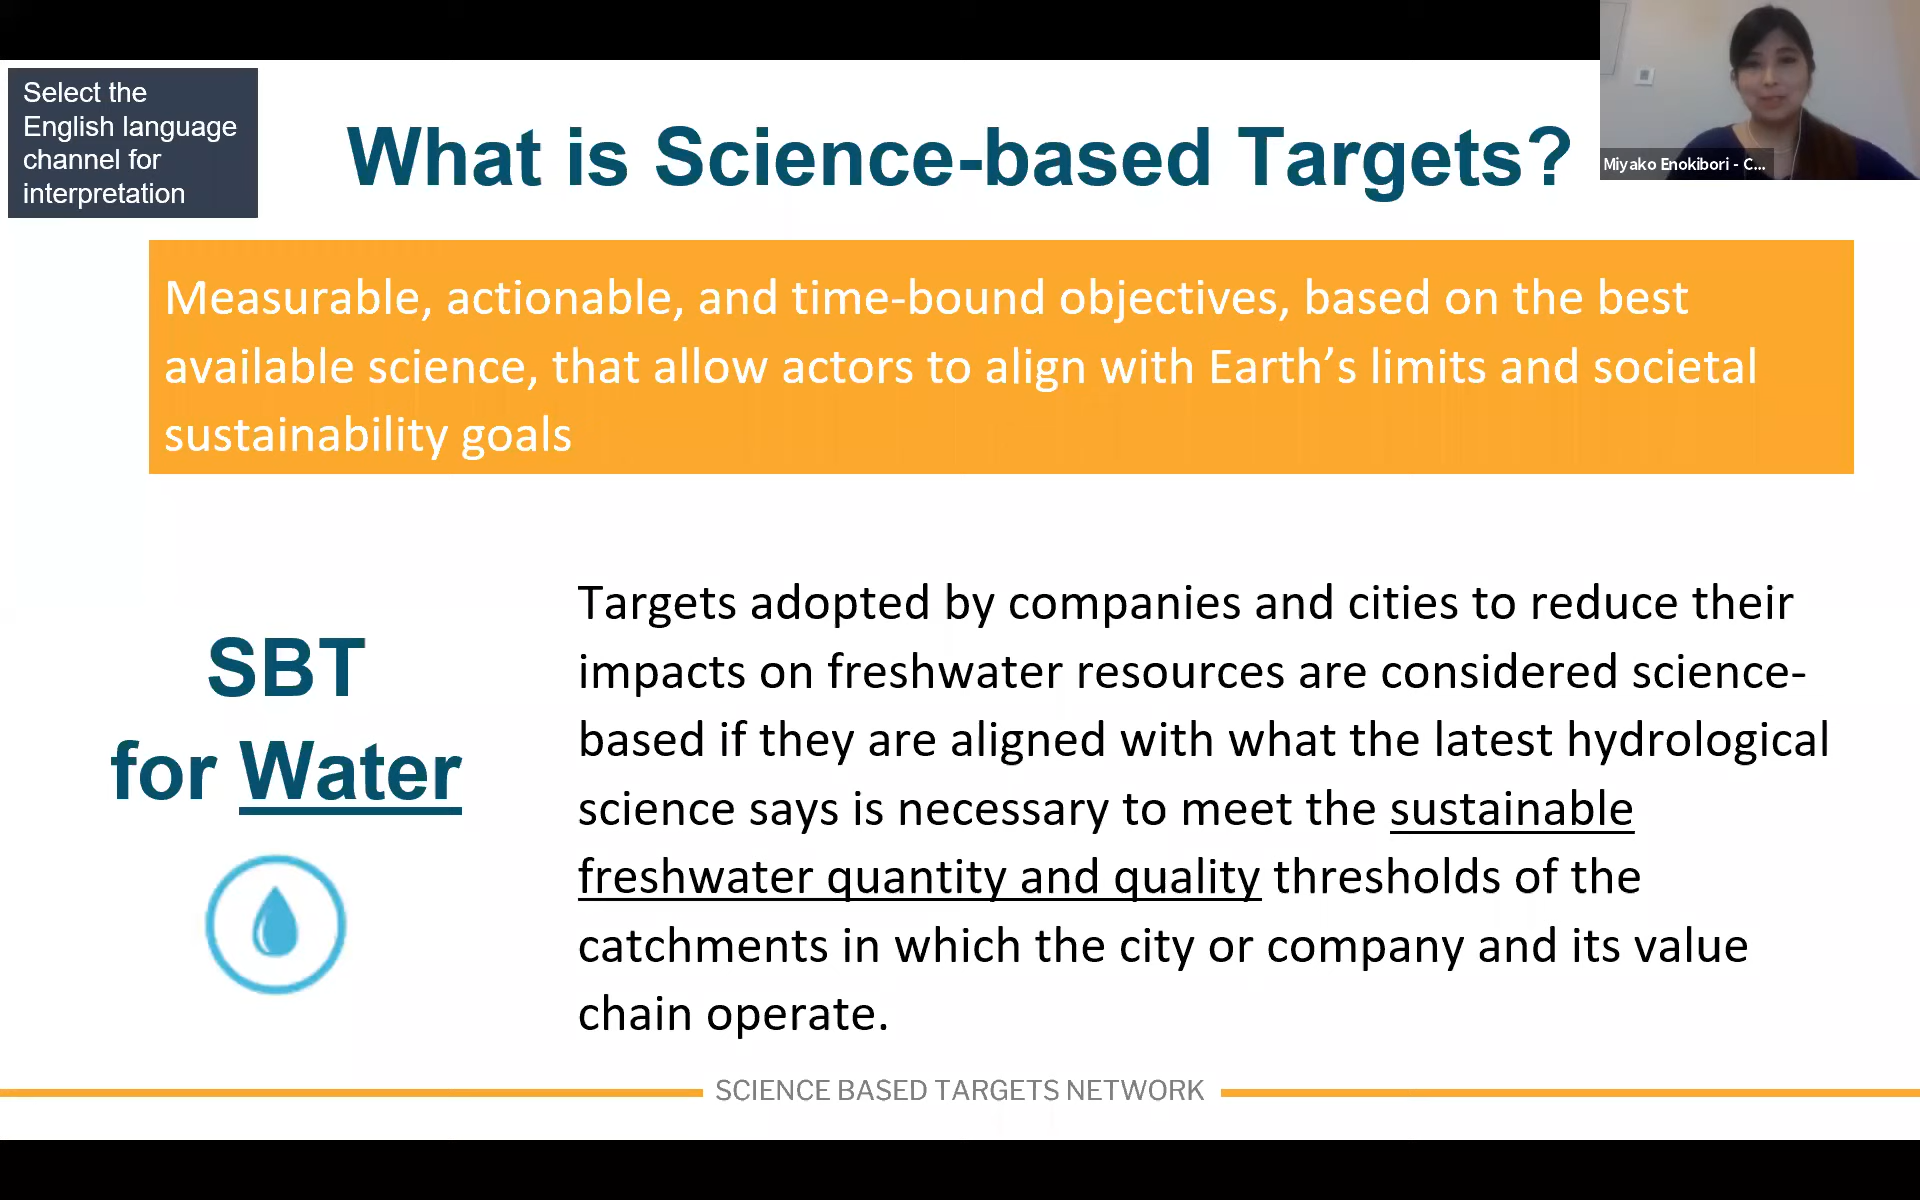 Select the
English language
channel for
interpretation
What is Science-based Targets?
Miyako Enokibori - C...
Measurable, actionable, and time-bound objectives, based on the best
available science, that allow actors to align with Earth’s limits and societal
sustainability goals
SBT
for Water
Targets adopted by companies and cities to reduce their
impacts on freshwater resources are considered science-
based if they are aligned with what the latest hydrological
science says is necessary to meet the sustainable
freshwater quantity and quality thresholds of the
catchments in which the city or company and its value
chain operate.
SCIENCE BASED TARGETS NETWORK